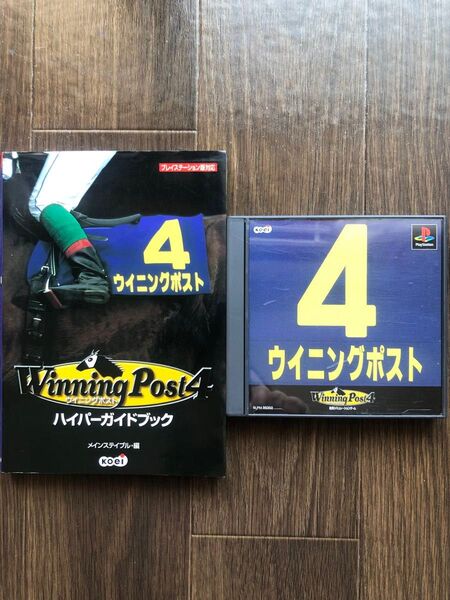 プレイステーション版対応
4
ウイニングポスト
Winning Post 4
ウイニングポスト
ハイパーガイドブック
メインステイブル・編
KOEI
KOEI
PlayStation
4
ウイニングポスト
Winning Post 4